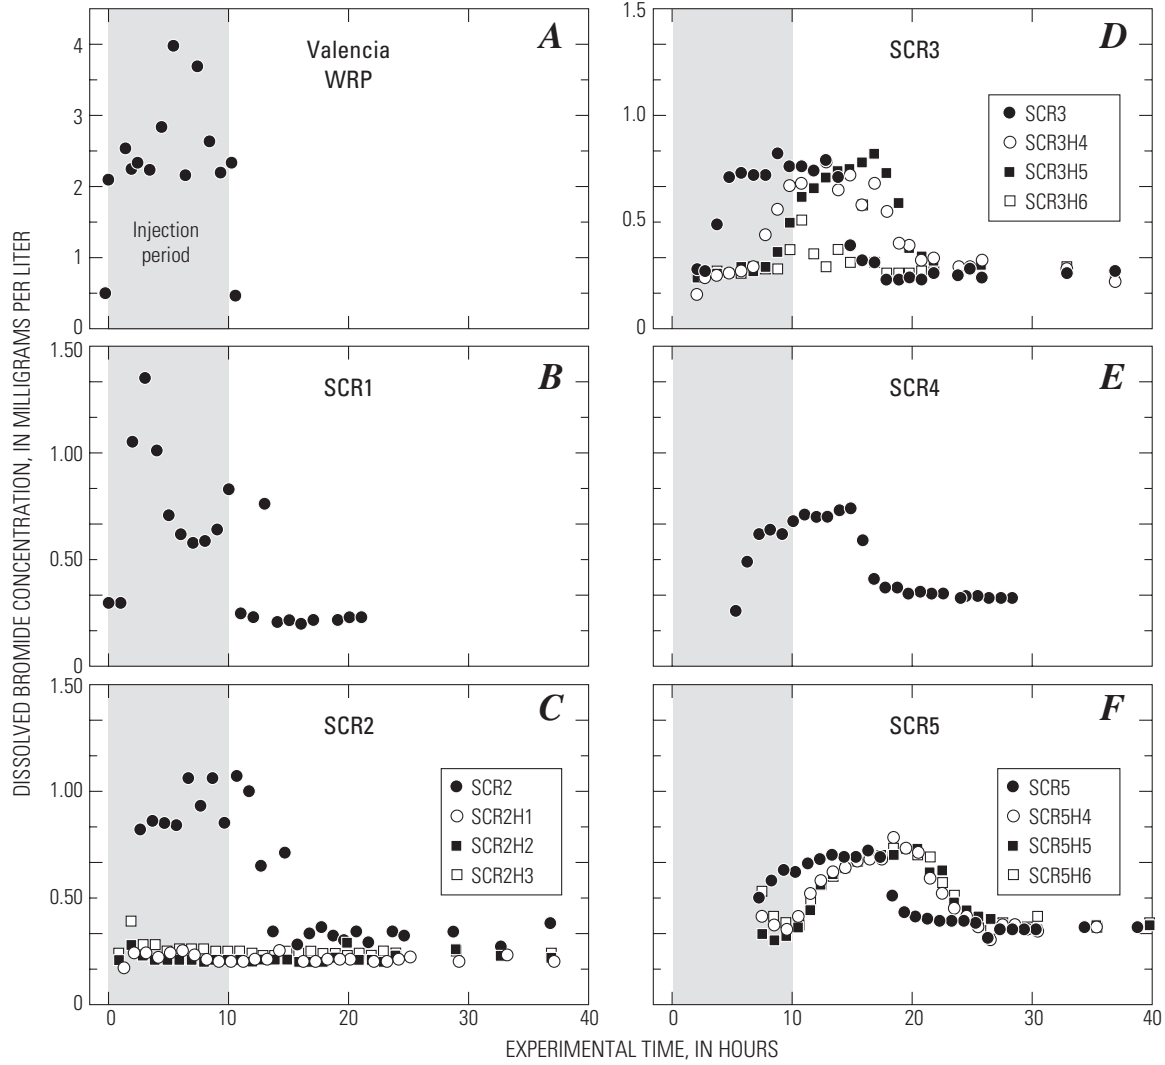 DISSOLVED BROMIDE CONCENTRATION, IN MILLIGRAMS PER LITER
A
Valencia
WRP
Injection
period
4
3
2
1
0
B
SCR1
1.50
1.00
0.50
0
C
SCR2
1.50
1.00
0.50
0
SCR2
SCR2H1
SCR2H2
SCR2H3
0 10 20 30 40
D
SCR3
1.5
1.0
0.5
0
SCR3
SCR3H4
SCR3H5
SCR3H6
E
SCR4
F
SCR5
SCR5
SCR5H4
SCR5H5
SCR5H6
0 10 20 30 40
EXPERIMENTAL TIME, IN HOURS